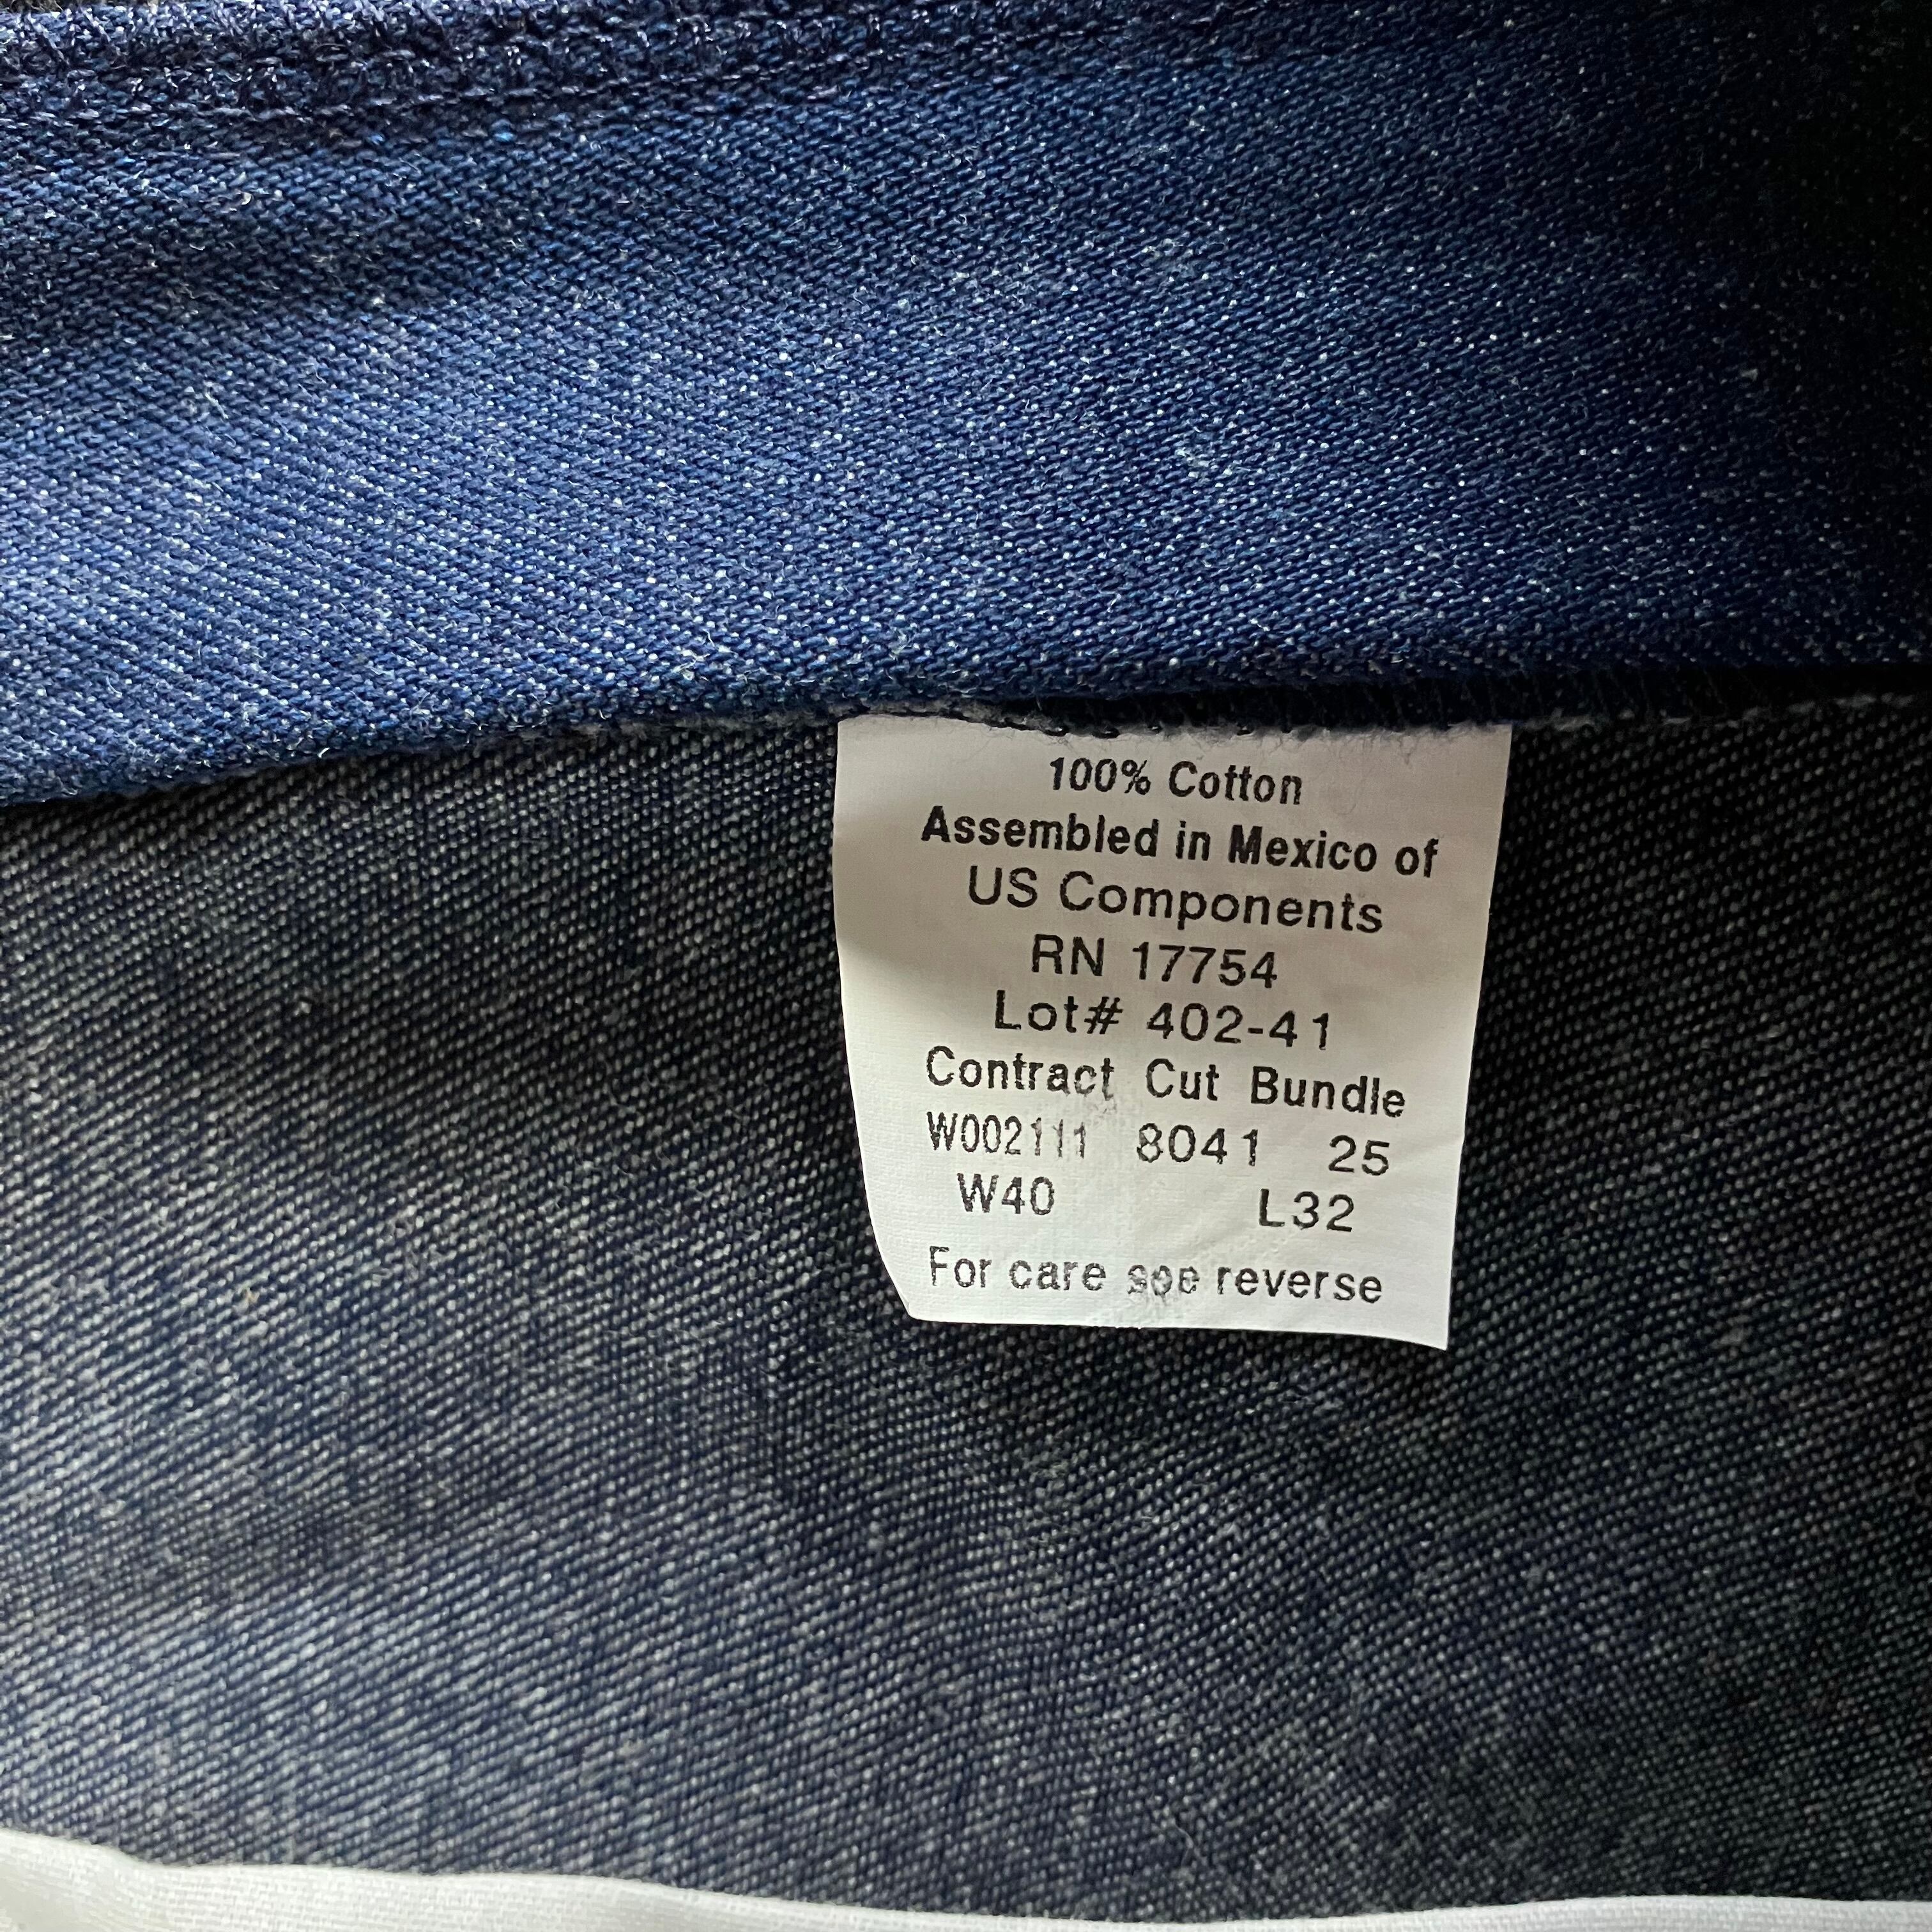 100% Cotton
Assembled in Mexico of
US Components
RN 17754
Lot# 402-41
Contract Cut Bundle
W002111 8041 25
W40 L32
For care see reverse